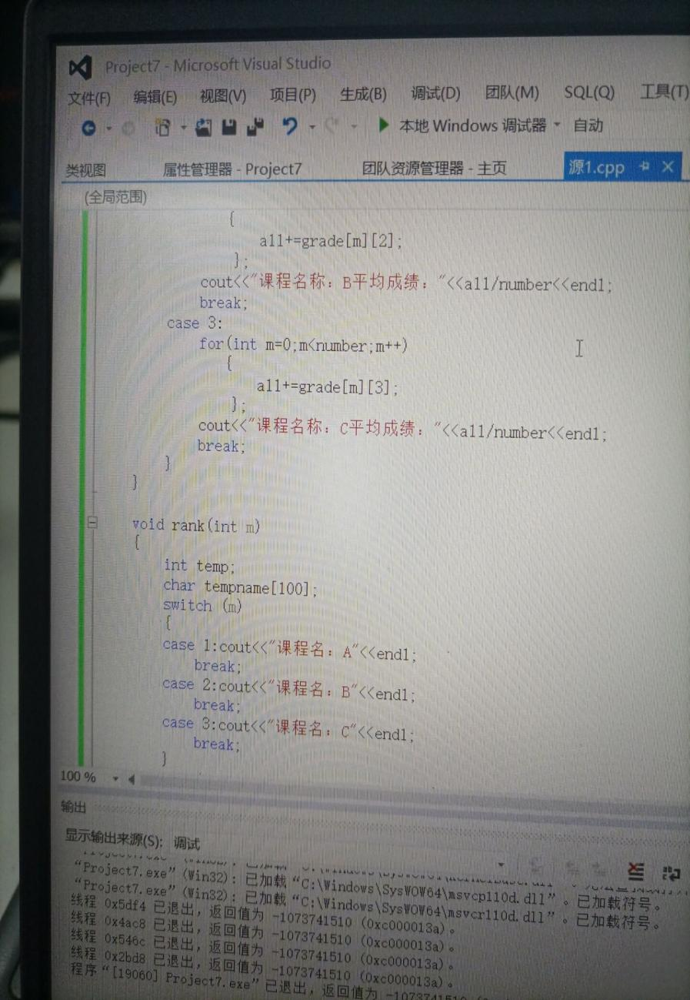 Project7 - Microsoft Visual Studio
文件(F) 编辑(E) 视图(V) 项目(P) 生成(B) 调试(D) 团队(M) SQL(Q) 工具(T)
本地 Windows 调试器 自动
类视图 属性管理器 - Project7 团队资源管理器 - 主页 源1.cpp
(全局范围)
{
all+=grade[m][2];
};
cout<<"课程名称：B平均成绩："<<all/number<<endl;
break;
case 3:
for(int m=0;m<number;m++)
{
all+=grade[m][3];
};
cout<<"课程名称：C平均成绩："<<all/number<<endl;
break;
}
}
void rank(int m)
{
int temp;
char tempname[100];
switch (m)
{
case 1:cout<<"课程名：A"<<endl;
break;
case 2:cout<<"课程名：B"<<endl;
break;
case 3:cout<<"课程名：C"<<endl;
break;
}
100 %
输出
显示输出来源(S): 调试
“Project7.exe”(Win32): 已加载“C:\Windows\SysWOW64\msvcp110d.dll”。已加载符号。
“Project7.exe”(Win32): 已加载“C:\Windows\SysWOW64\msvcr110d.dll”。已加载符号。
线程 0x5df4 已退出，返回值为 -1073741510 (0xc000013a)。
线程 0x4ac8 已退出，返回值为 -1073741510 (0xc000013a)。
线程 0x546c 已退出，返回值为 -1073741510 (0xc000013a)。
线程 0x2bd8 已退出，返回值为 -1073741510 (0xc000013a)。
程序“[19060] Project7.exe”已退出，返回值为 -1073741510